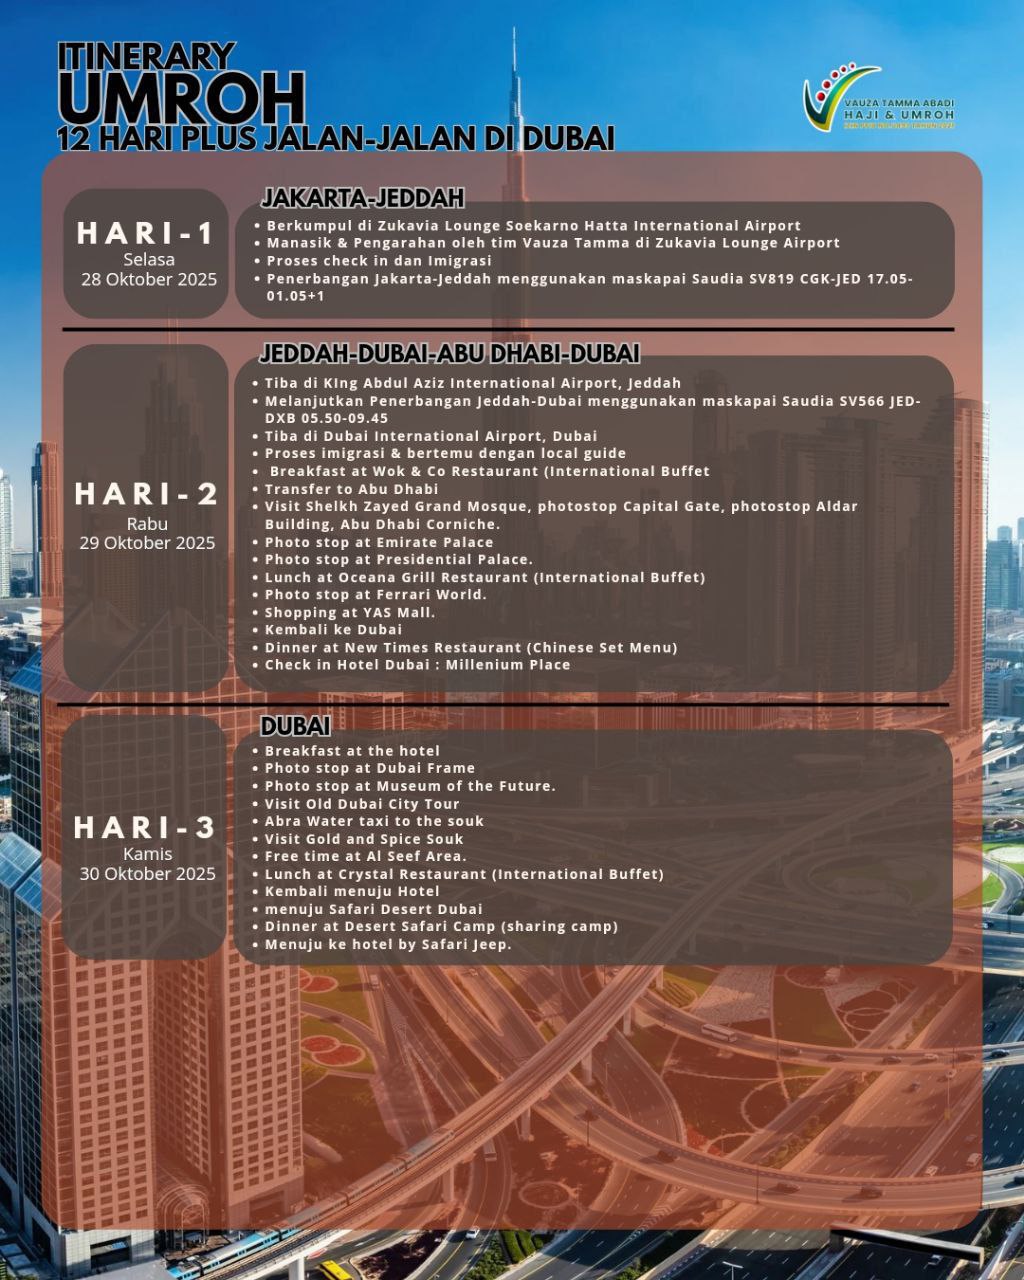 ITINERARY
UMROH
12 HARI PLUS JALAN-JALAN DI DUBAI
VAUZA TAMMA ABADI
HAJI & UMROH
HARI-1
Selasa
28 Oktober 2025
JAKARTA-JEDDAH
• Berkumpul di Zukavia Lounge Soekarno Hatta International Airport
• Manasik & Pengarahan oleh tim Vauza Tamma di Zukavia Lounge Airport
• Proses check in dan Imigrasi
• Penerbangan Jakarta-Jeddah menggunakan maskapai Saudia SV819 CGK-JED 17.05-
01.05+1
HARI-2
Rabu
29 Oktober 2025
JEDDAH-DUBAI-ABU DHABI-DUBAI
• Tiba di KIng Abdul Aziz International Airport, Jeddah
• Melanjutkan Penerbangan Jeddah-Dubai menggunakan maskapai Saudia SV566 JED-
DXB 05.50-09.45
• Tiba di Dubai International Airport, Dubai
• Proses imigrasi & bertemu dengan local guide
• Breakfast at Wok & Co Restaurant (International Buffet
• Transfer to Abu Dhabi
• Visit Shelkh Zayed Grand Mosque, photostop Capital Gate, photostop Aldar
Building, Abu Dhabi Corniche.
• Photo stop at Emirate Palace
• Photo stop at Presidential Palace.
• Lunch at Oceana Grill Restaurant (International Buffet)
• Photo stop at Ferrari World.
• Shopping at YAS Mall.
• Kembali ke Dubai
• Dinner at New Times Restaurant (Chinese Set Menu)
• Check in Hotel Dubai : Millenium Place
HARI-3
Kamis
30 Oktober 2025
DUBAI
• Breakfast at the hotel
• Photo stop at Dubai Frame
• Photo stop at Museum of the Future.
• Visit Old Dubai City Tour
• Abra Water taxi to the souk
• Visit Gold and Spice Souk
• Free time at Al Seef Area.
• Lunch at Crystal Restaurant (International Buffet)
• Kembali menuju Hotel
• menuju Safari Desert Dubai
• Dinner at Desert Safari Camp (sharing camp)
• Menuju ke hotel by Safari Jeep.